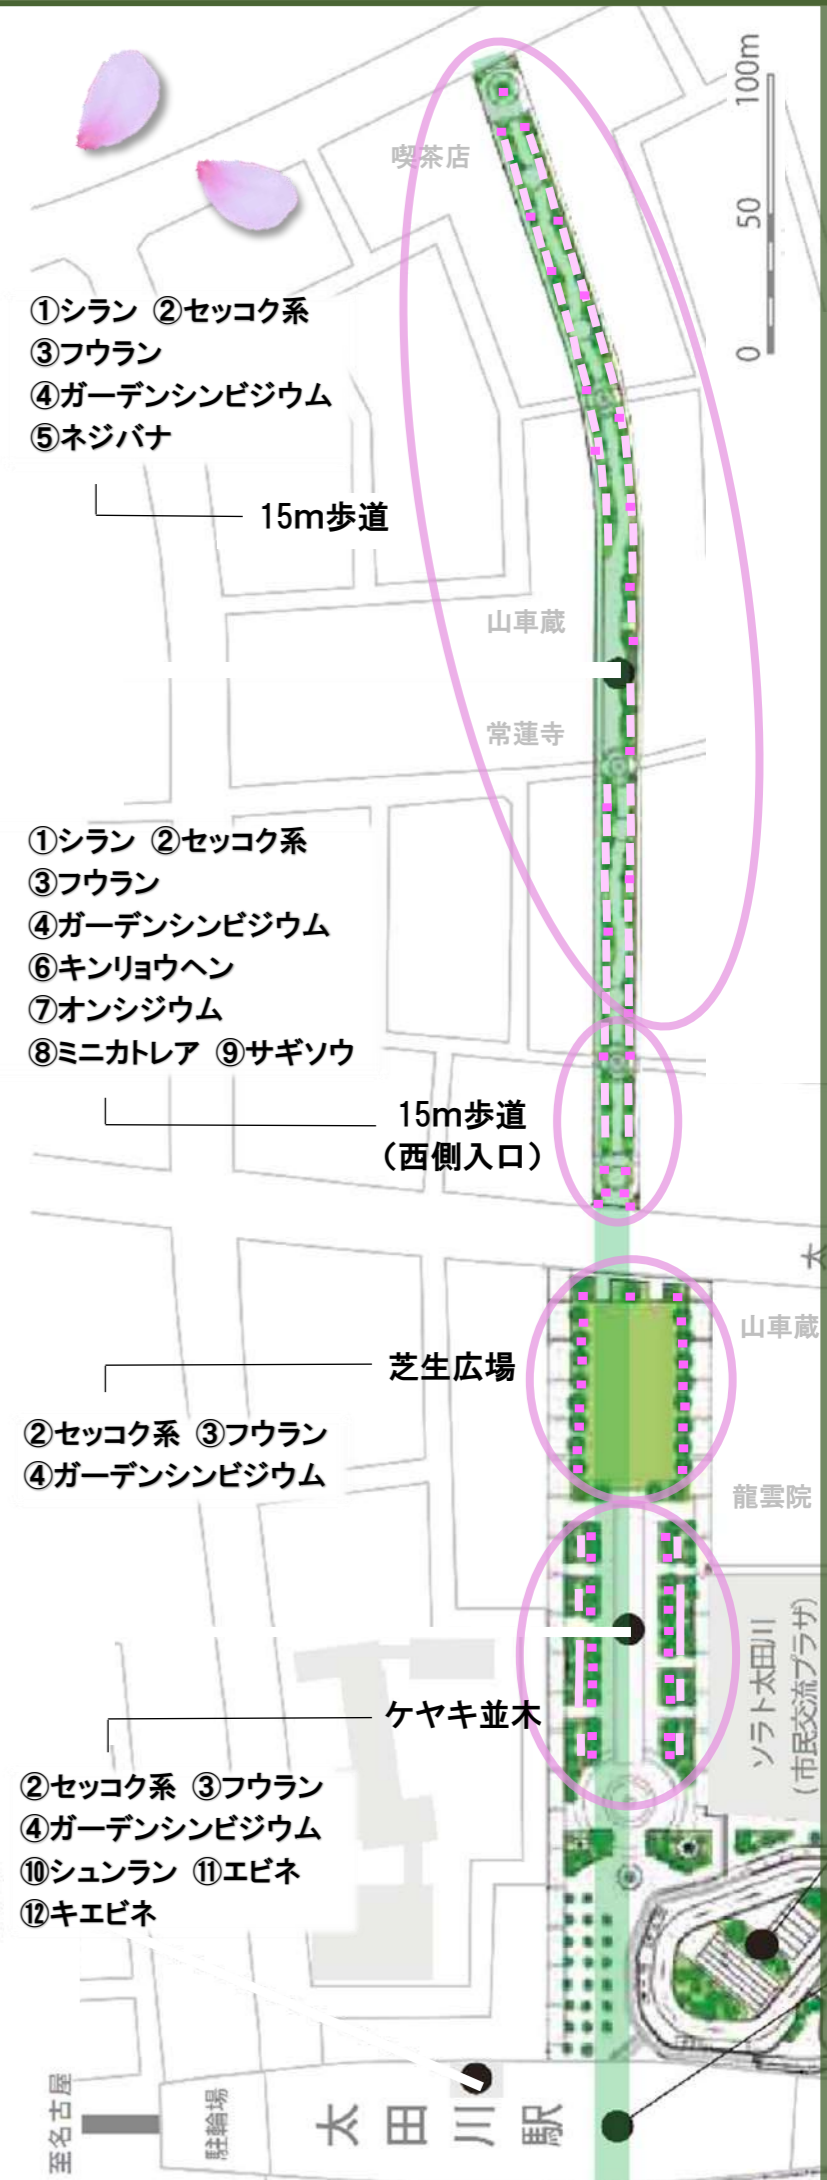 100m
50
0
喫茶店
①シラン ②セッコク系
③フウラン
④ガーデンシンビジウム
⑤ネジバナ
15m歩道
山車蔵
常蓮寺
①シラン ②セッコク系
③フウラン
④ガーデンシンビジウム
⑥キンリョウヘン
⑦オンシジウム
⑧ミニカトレア ⑨サギソウ
15m歩道
(西側入口)
太
山車蔵
芝生広場
②セッコク系 ③フウラン
④ガーデンシンビジウム
龍雲院
ソラト太田川
(市民交流プラザ)
ケヤキ並木
②セッコク系 ③フウラン
④ガーデンシンビジウム
⑩シュンラン ⑪エビネ
⑫キエビネ
至名古屋
駐輪場
太田川駅